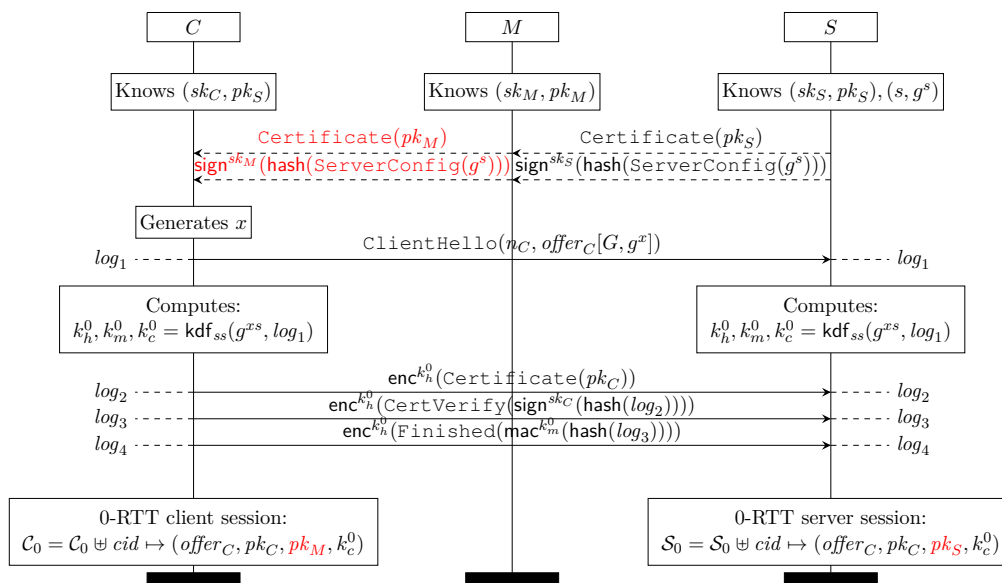 C M S
Knows (sk_C, pk_S) Knows (sk_M, pk_M) Knows (sk_S, pk_S), (s, g^s)
Certificate(pk_M) Certificate(pk_S)
sign^{sk_M}(hash(ServerConfig(g^s))) sign^{sk_S}(hash(ServerConfig(g^s)))
Generates x
ClientHello(n_C, offer_C[G, g^x])
log_1 log_1
Computes: Computes:
k_h^0, k_m^0, k_c^0 = kdf_{ss}(g^{xs}, log_1) k_h^0, k_m^0, k_c^0 = kdf_{ss}(g^{xs}, log_1)
enc^{k_h^0}(Certificate(pk_C))
log_2 log_2
enc^{k_h^0}(CertVerify(sign^{sk_C}(hash(log_2))))
log_3 log_3
enc^{k_h^0}(Finished(mac^{k_m^0}(hash(log_3))))
log_4 log_4
0-RTT client session: 0-RTT server session:
𝒞_0 = 𝒞_0 ⊎ cid ↦ (offer_C, pk_C, pk_M, k_c^0) 𝒮_0 = 𝒮_0 ⊎ cid ↦ (offer_C, pk_C, pk_S, k_c^0)